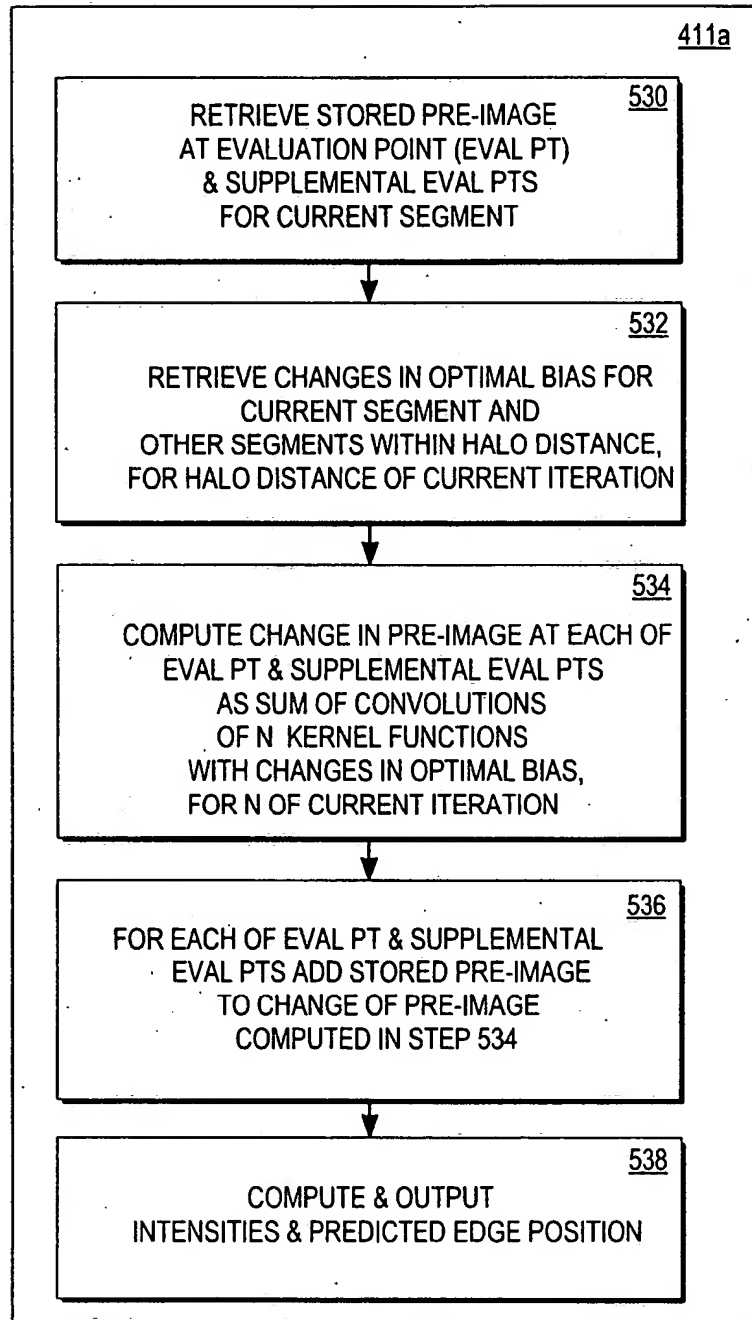 411a
530
RETRIEVE STORED PRE-IMAGE
AT EVALUATION POINT (EVAL PT)
& SUPPLEMENTAL EVAL PTS
FOR CURRENT SEGMENT
532
RETRIEVE CHANGES IN OPTIMAL BIAS FOR
CURRENT SEGMENT AND
OTHER SEGMENTS WITHIN HALO DISTANCE,
FOR HALO DISTANCE OF CURRENT ITERATION
534
COMPUTE CHANGE IN PRE-IMAGE AT EACH OF
EVAL PT & SUPPLEMENTAL EVAL PTS
AS SUM OF CONVOLUTIONS
OF N KERNEL FUNCTIONS
WITH CHANGES IN OPTIMAL BIAS,
FOR N OF CURRENT ITERATION
536
FOR EACH OF EVAL PT & SUPPLEMENTAL
EVAL PTS ADD STORED PRE-IMAGE
TO CHANGE OF PRE-IMAGE
COMPUTED IN STEP 534
538
COMPUTE & OUTPUT
INTENSITIES & PREDICTED EDGE POSITION